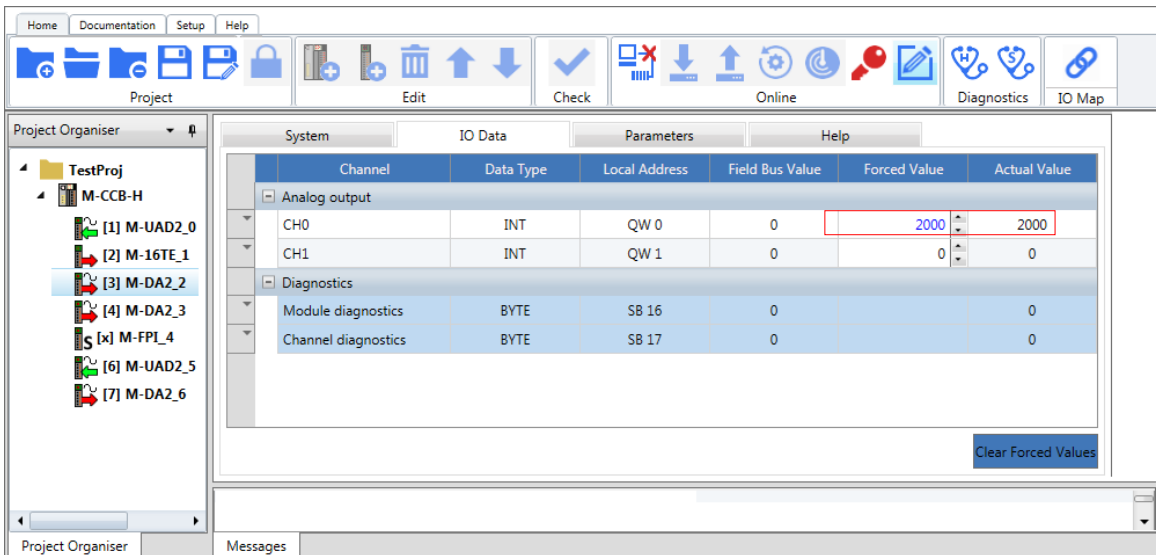 Home Documentation Setup Help
Project Edit Check Online Diagnostics IO Map
Project Organiser
TestProj
M-CCB-H
[1] M-UAD2_0
[2] M-16TE_1
[3] M-DA2_2
[4] M-DA2_3
S [x] M-FPI_4
[6] M-UAD2_5
[7] M-DA2_6
Project Organiser
System IO Data Parameters Help
Channel Data Type Local Address Field Bus Value Forced Value Actual Value
Analog output
CH0 INT QW 0 0 2000 2000
CH1 INT QW 1 0 0 0
Diagnostics
Module diagnostics BYTE SB 16 0 0
Channel diagnostics BYTE SB 17 0 0
Clear Forced Values
Messages